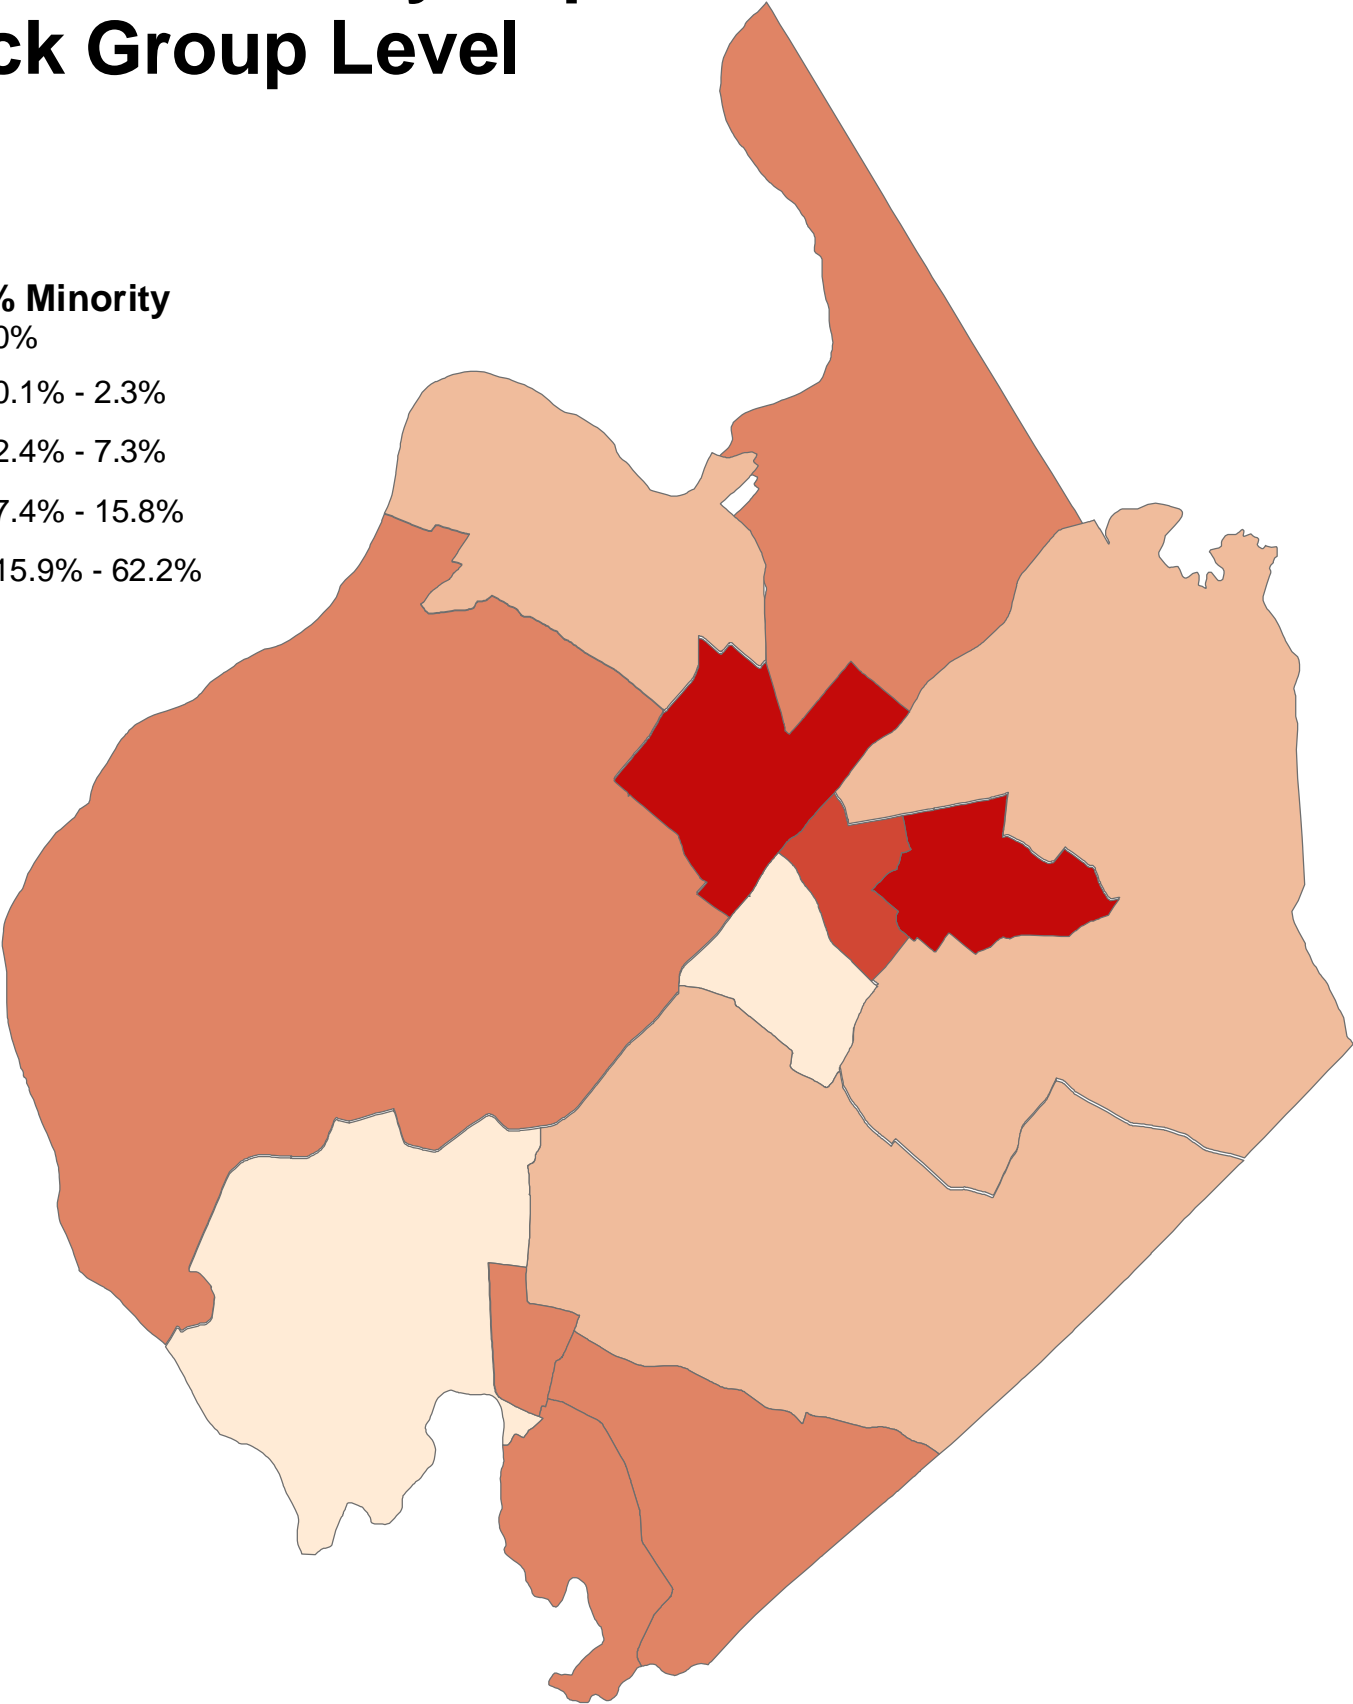 ck Group Level
% Minority
0%
0.1% - 2.3%
2.4% - 7.3%
7.4% - 15.8%
15.9% - 62.2%